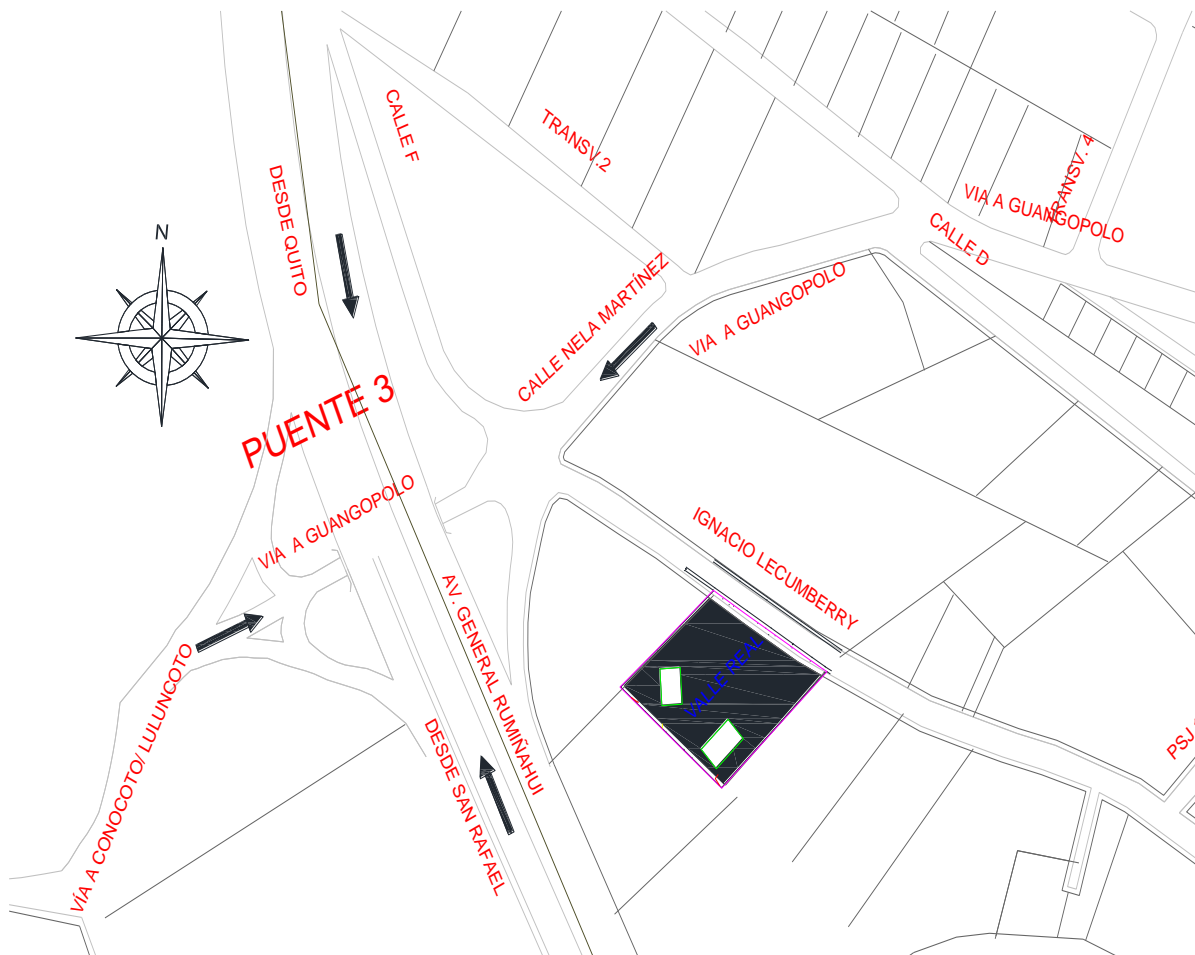 CALLE F
TRANSV.2
TRANSV. 4
VIA A GUANGOPOLO
CALLE D
DESDE QUITO
N
CALLE NELA MARTÍNEZ
VIA A GUANGOPOLO
PUENTE 3
VIA A GUANGOPOLO
IGNACIO LECUMBERRY
AV. GENERAL RUMIÑAHUI
VALLE REAL
VÍA A CONOCOTO/ LULUNCOTO
DESDE SAN RAFAEL
PSJ